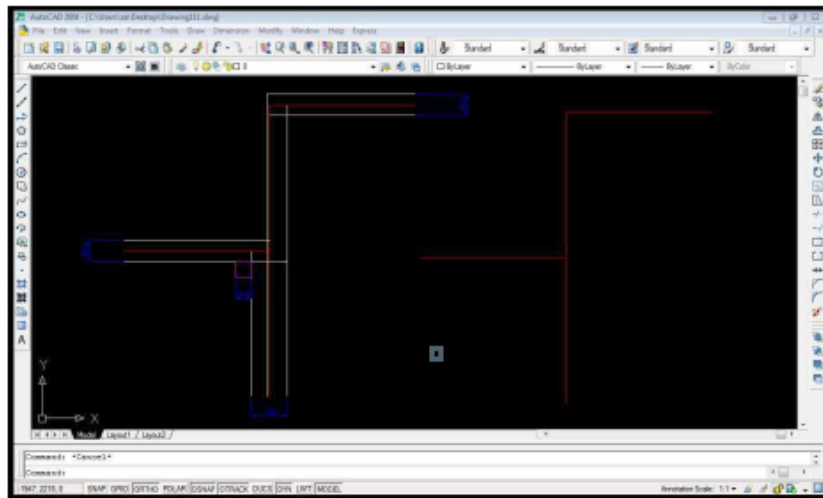 AutoCAD 2008 - [C:\Users\sa\Desktop\Drawing111.dwg]
File Edit View Insert Format Tools Draw Dimension Modify Window Help Express
Standard Standard Standard Standard
AutoCAD Classic 0 ByLayer ByLayer ByLayer ByColor
A
Y
X
Model Layout1 Layout2
Command: *Cancel*
Command:
SNAP GRID ORTHO POLAR OSNAP OTRACK DUCS DYN LWT MODEL Annotation Scale: 1:1